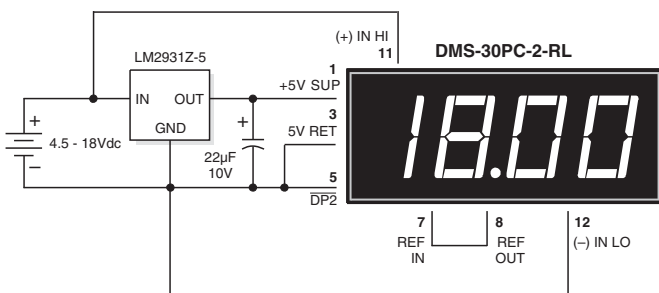 (+) IN HI
11
DMS-30PC-2-RL
LM2931Z-5
1
+5V SUP
IN OUT
GND
3
5V RET
+
4.5 - 18Vdc
–
+
22µF
10V
5
DP2
18.00
7
REF
IN
8
REF
OUT
12
(–) IN LO